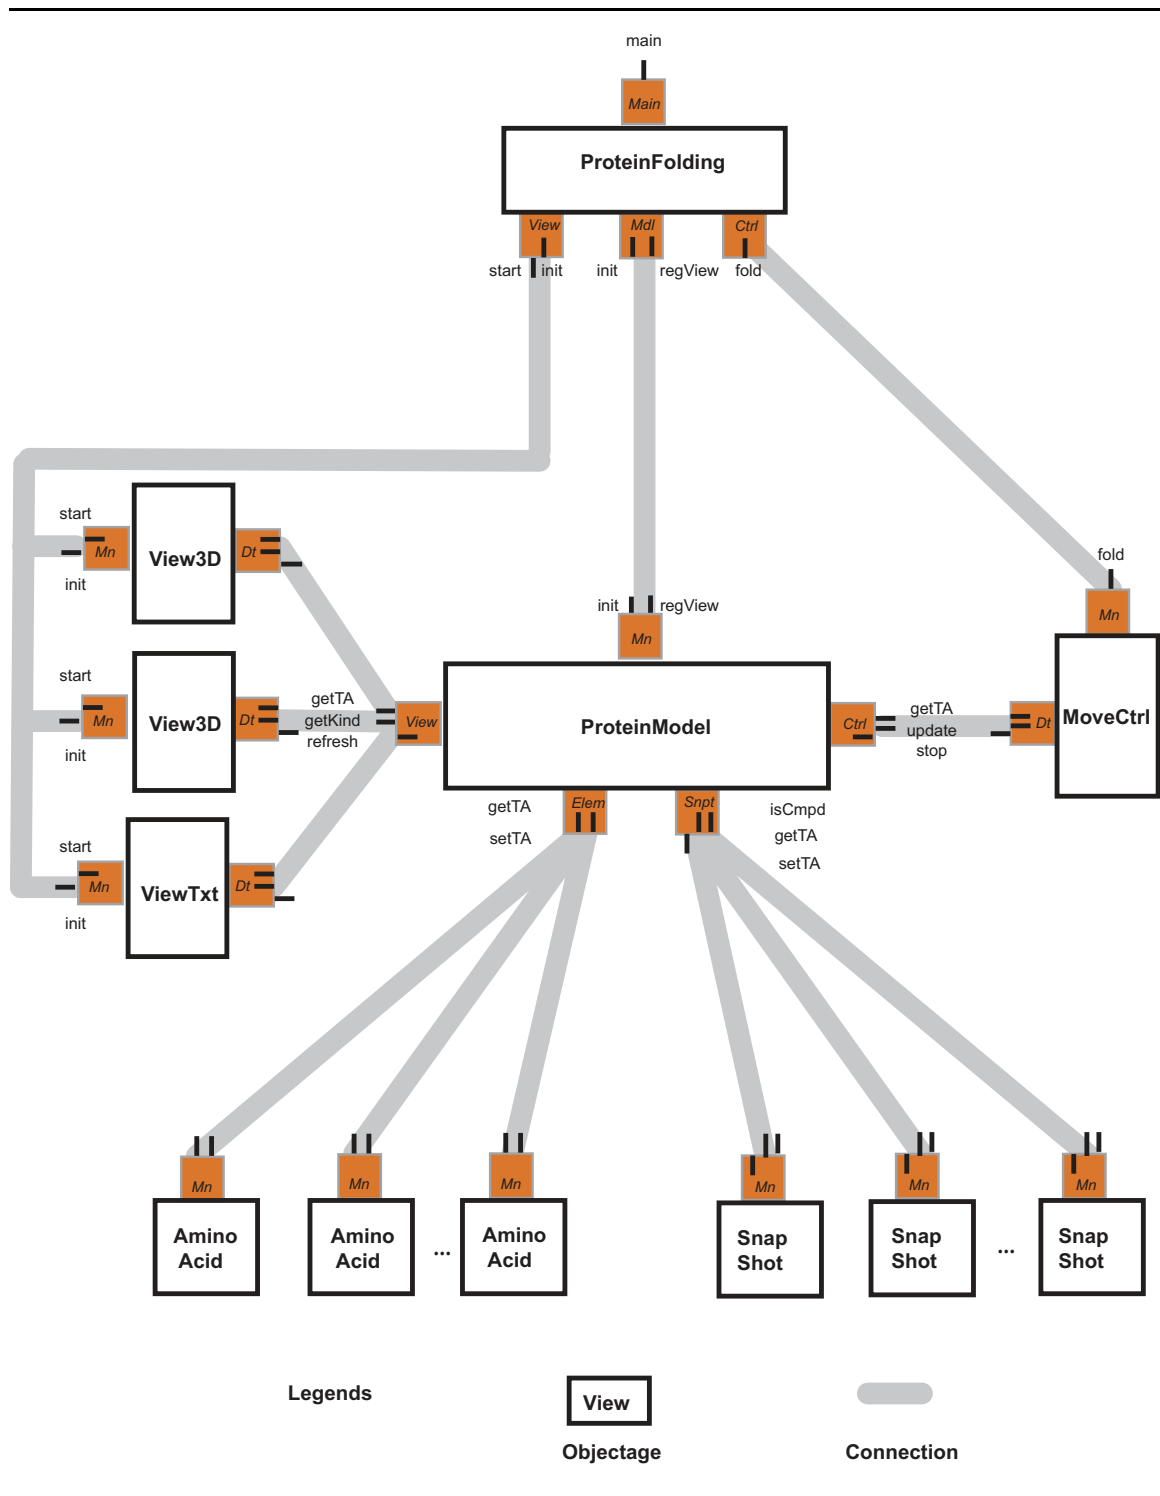 main
Main
ProteinFolding
View Mdl Ctrl
start init init regView fold
start
Mn
View3D
Dt
init
fold
Mn
init regView
Mn
start
Mn
View3D
Dt
getTA
getKind
refresh
View
init
ProteinModel
Ctrl
getTA
update
stop
Dt
MoveCtrl
getTA
setTA
Elem
Snpt
isCmpd
getTA
setTA
start
Mn
ViewTxt
Dt
init
Mn Mn Mn Mn Mn Mn
Amino
Acid
Amino
Acid
...
Amino
Acid
Snap
Shot
Snap
Shot
...
Snap
Shot
Legends
View
Objectage
Connection